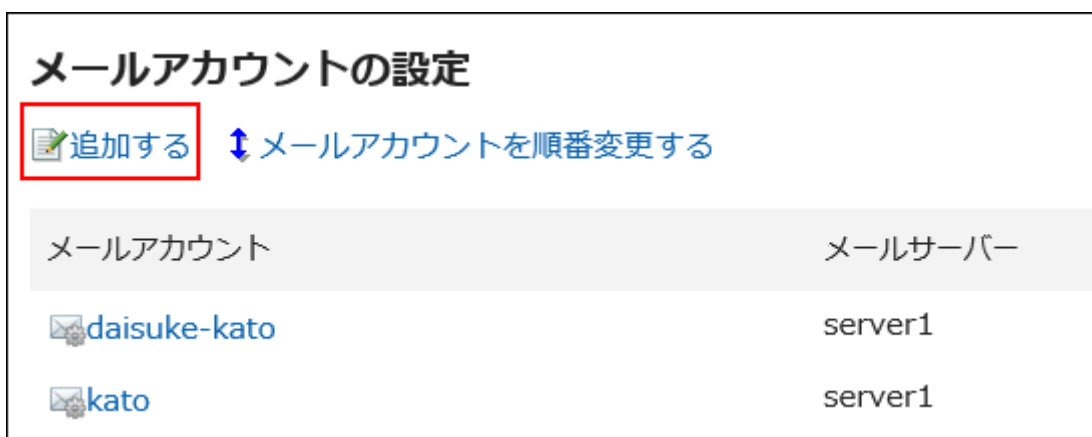 メールアカウントの設定
追加する メールアカウントを順番変更する
メールアカウント メールサーバー
daisuke-kato server1
kato server1